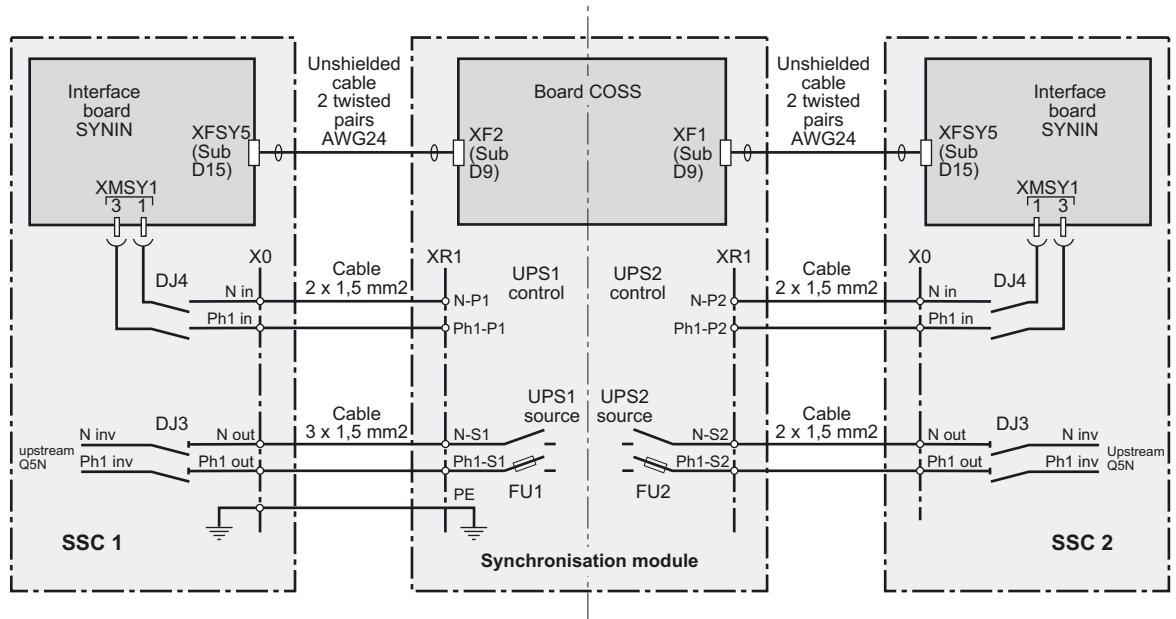 Interface
board
SYNIN
XFSY5
(Sub
D15)
XMSY1
3 1
Unshielded
cable
2 twisted
pairs
AWG24
Board COSS
XF2
(Sub
D9)
XF1
(Sub
D9)
Unshielded
cable
2 twisted
pairs
AWG24
XFSY5
(Sub
D15)
Interface
board
SYNIN
XMSY1
1 3
DJ4
X0
N in
Ph1 in
Cable
2 x 1,5 mm2
XR1
N-P1
Ph1-P1
UPS1
control
UPS2
control
XR1
N-P2
Ph1-P2
Cable
2 x 1,5 mm2
X0
N in
Ph1 in
DJ4
upstream
Q5N
N inv
Ph1 inv
DJ3
N out
Ph1 out
Cable
3 x 1,5 mm2
N-S1
Ph1-S1
PE
UPS1
source
FU1
UPS2
source
FU2
N-S2
Ph1-S2
Cable
2 x 1,5 mm2
N out
Ph1 out
DJ3
N inv
Ph1 inv
Upstream
Q5N
SSC 1
Synchronisation module
SSC 2